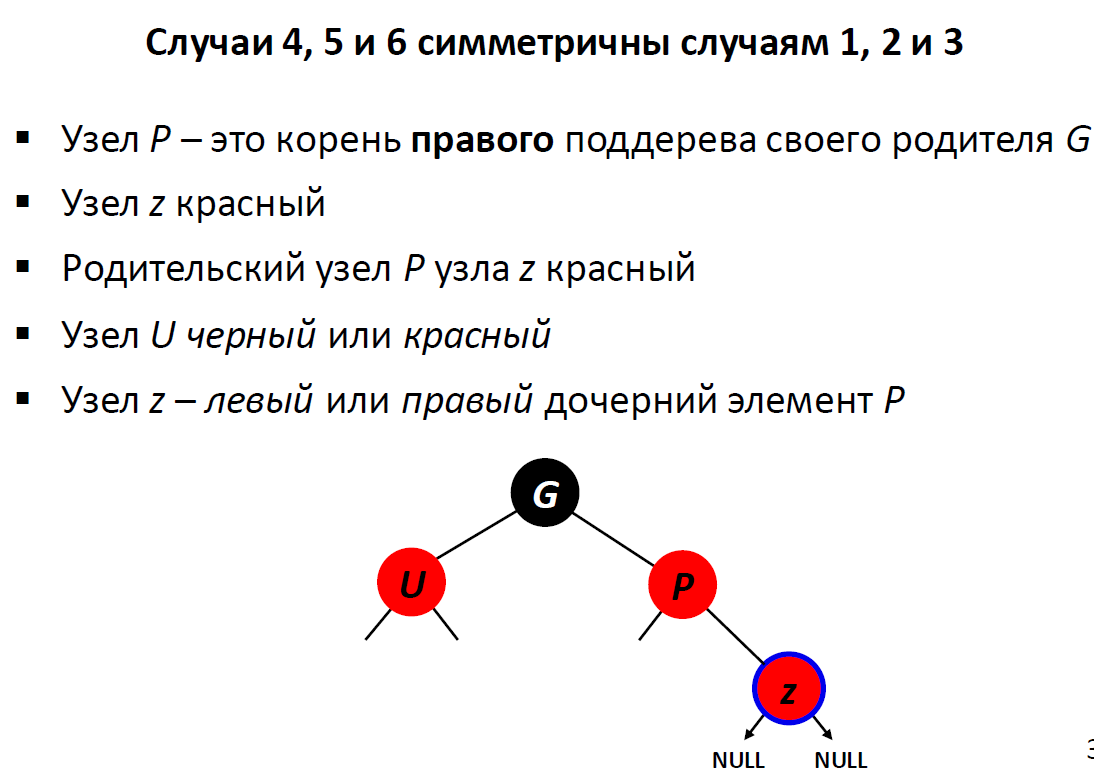 Случаи 4, 5 и 6 симметричны случаям 1, 2 и 3
▪ Узел P – это корень правого поддерева своего родителя G
▪ Узел z красный
▪ Родительский узел P узла z красный
▪ Узел U черный или красный
▪ Узел z – левый или правый дочерний элемент P
G
U P
z
NULL NULL